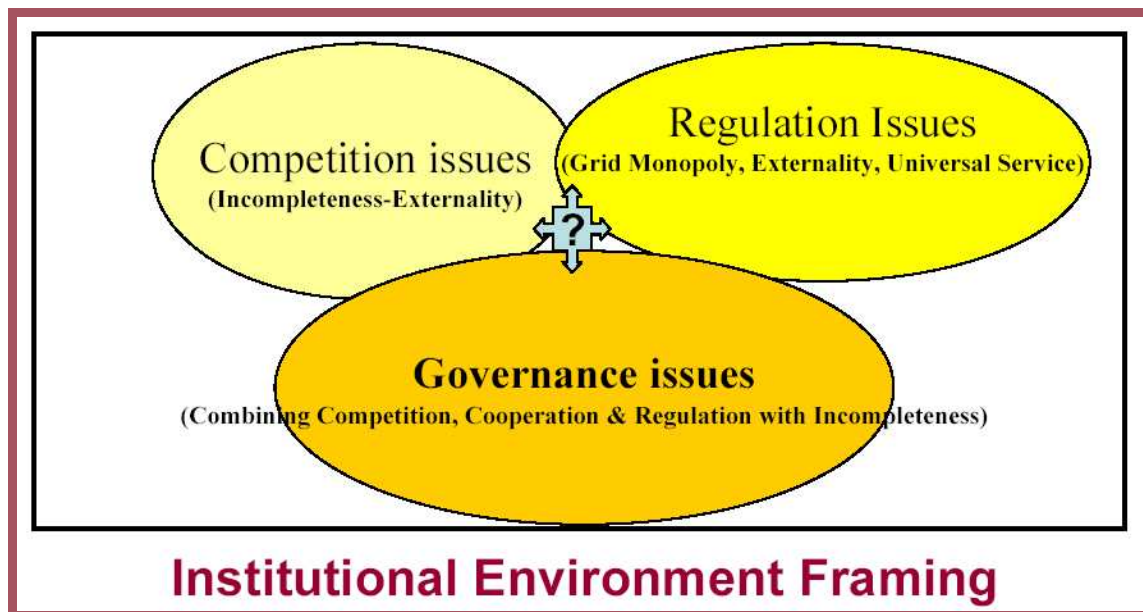 Competition issues
(Incompleteness-Externality)
Regulation Issues
(Grid Monopoly, Externality, Universal Service)
?
Governance issues
(Combining Competition, Cooperation & Regulation with Incompleteness)
Institutional Environment Framing